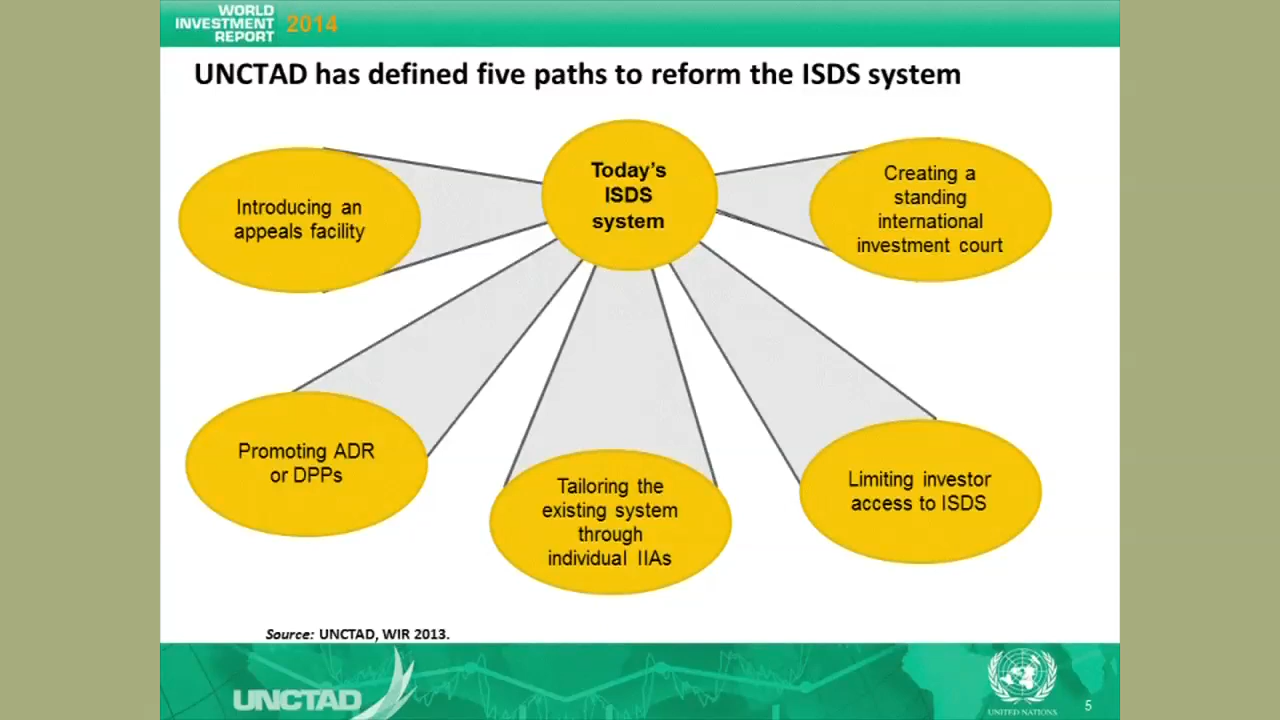 WORLD
INVESTMENT
REPORT
2014
UNCTAD has defined five paths to reform the ISDS system
Today's
ISDS
system
Introducing an
appeals facility
Creating a
standing
international
investment court
Promoting ADR
or DPPs
Tailoring the
existing system
through
individual IIAs
Limiting investor
access to ISDS
Source: UNCTAD, WIR 2013.
UNCTAD
UNITED NATIONS
5